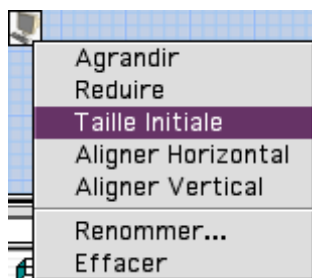 Agrandir
Reduire
Taille Initiale
Aligner Horizontal
Aligner Vertical
Renommer...
Effacer